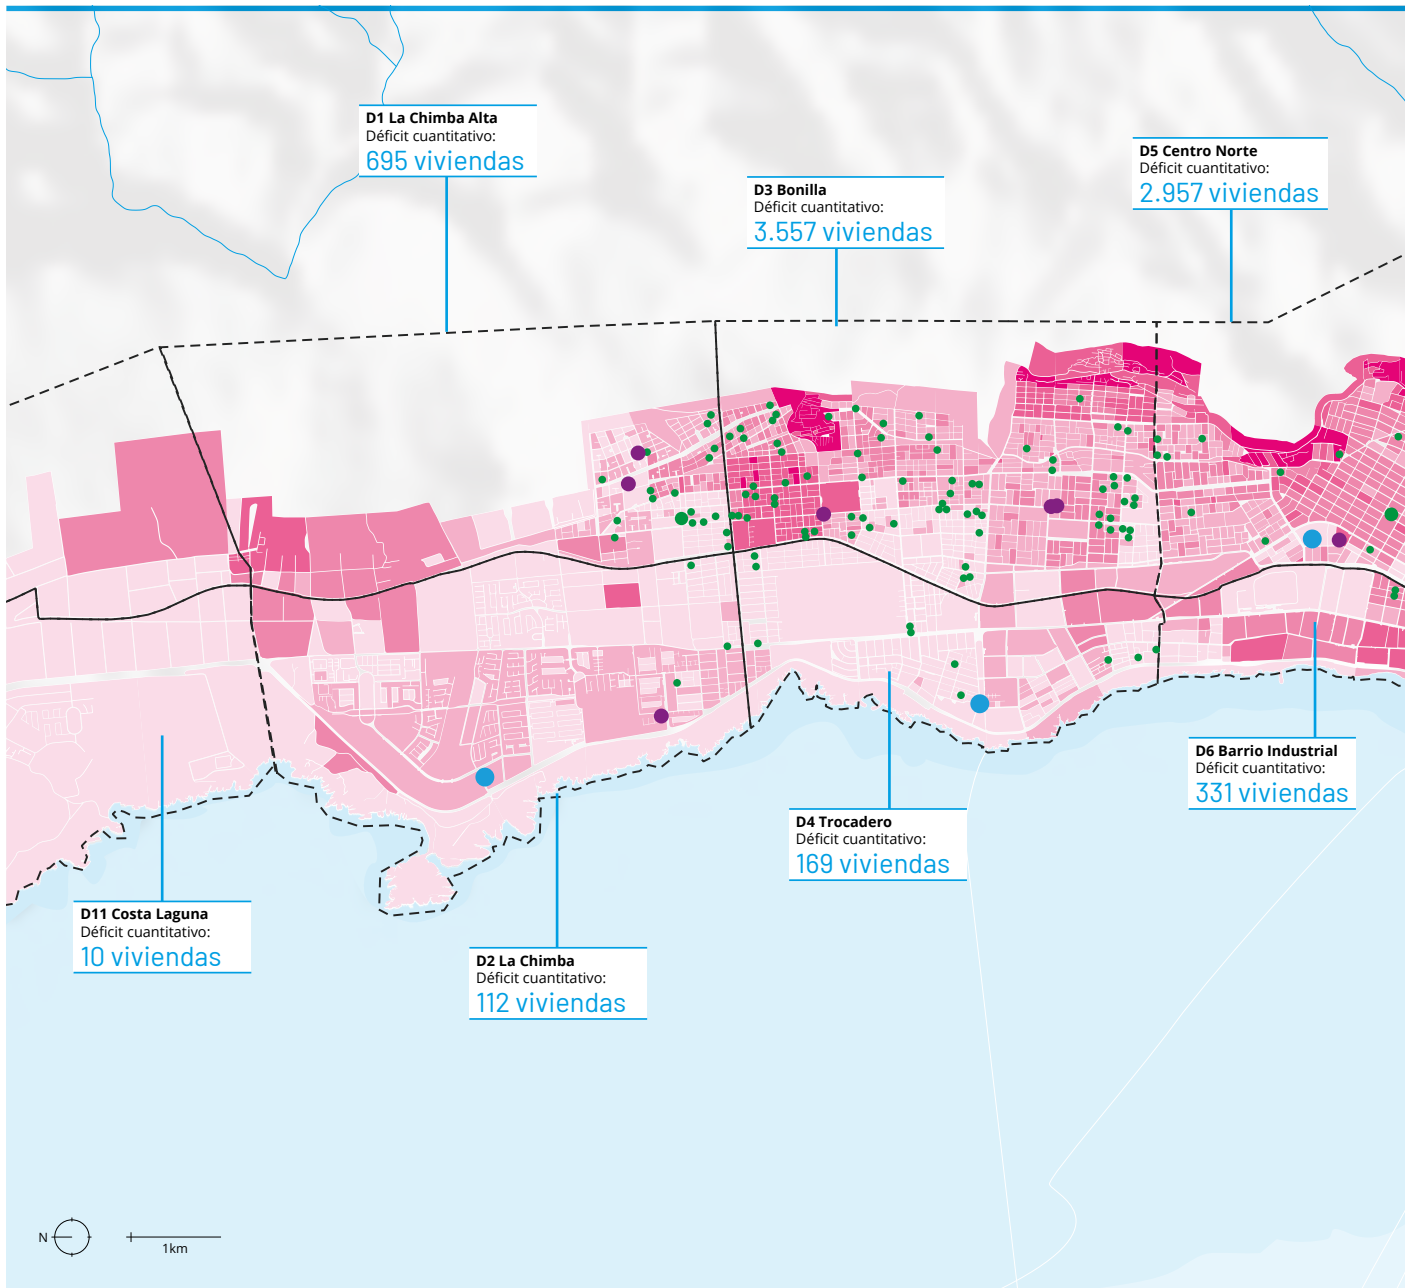 D1 La Chimba Alta
Déficit cuantitativo:
695 viviendas
D5 Centro Norte
Déficit cuantitativo:
2.957 viviendas
D3 Bonilla
Déficit cuantitativo:
3.557 viviendas
D6 Barrio Industrial
Déficit cuantitativo:
331 viviendas
D4 Trocadero
Déficit cuantitativo:
169 viviendas
D11 Costa Laguna
Déficit cuantitativo:
10 viviendas
D2 La Chimba
Déficit cuantitativo:
112 viviendas
N
1km